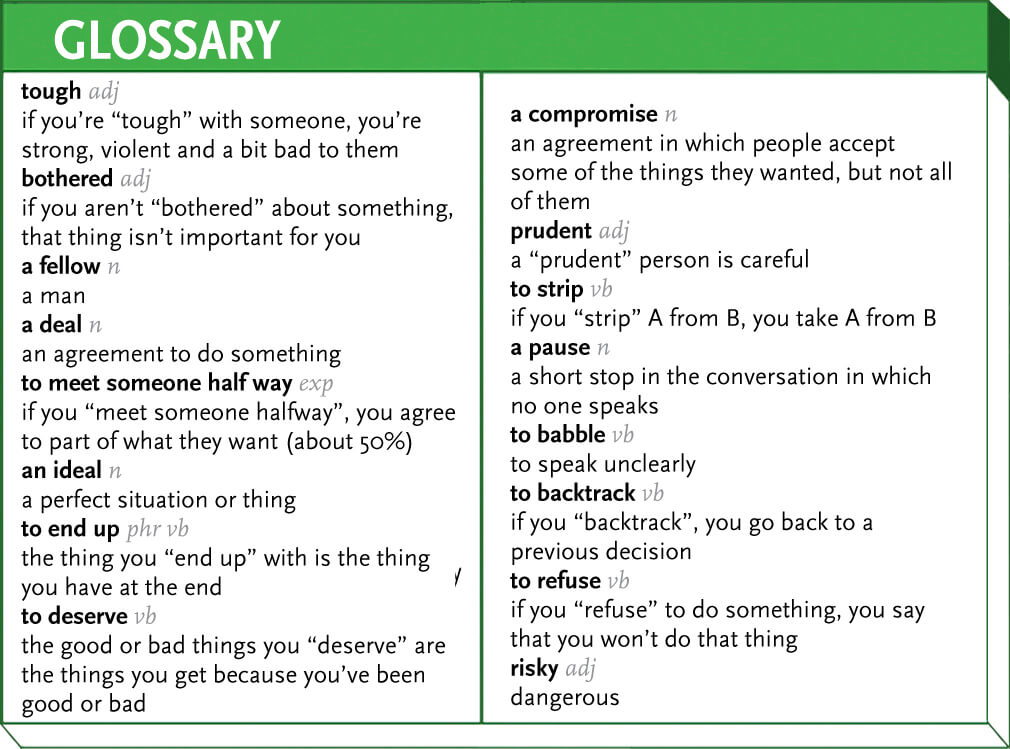 GLOSSARY
tough adj
if you're “tough” with someone, you're
strong, violent and a bit bad to them
bothered adj
if you aren't “bothered” about something,
that thing isn't important for you
a fellow n
a man
a deal n
an agreement to do something
to meet someone half way exp
if you “meet someone halfway”, you agree
to part of what they want (about 50%)
an ideal n
a perfect situation or thing
to end up phr vb
the thing you “end up” with is the thing
you have at the end
to deserve vb
the good or bad things you “deserve” are
the things you get because you've been
good or bad
a compromise n
an agreement in which people accept
some of the things they wanted, but not all
of them
prudent adj
a “prudent” person is careful
to strip vb
if you “strip” A from B, you take A from B
a pause n
a short stop in the conversation in which
no one speaks
to babble vb
to speak unclearly
to backtrack vb
if you “backtrack”, you go back to a
previous decision
to refuse vb
if you “refuse” to do something, you say
that you won't do that thing
risky adj
dangerous